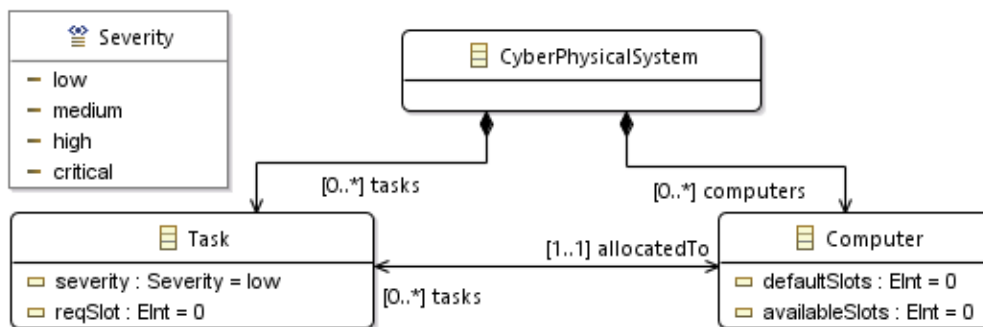 Severity
low
medium
high
critical
CyberPhysicalSystem
[0..*] tasks
[0..*] computers
Task
severity : Severity = low
reqSlot : EInt = 0
[1..1] allocatedTo
[0..*] tasks
Computer
defaultSlots : EInt = 0
availableSlots : EInt = 0